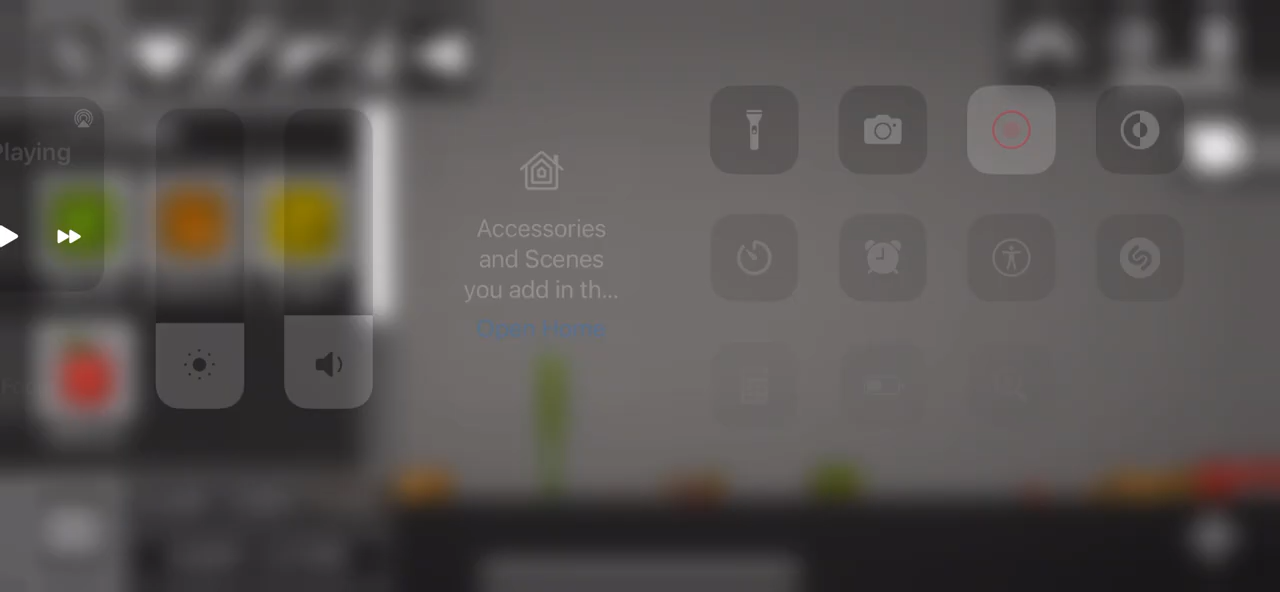 Playing
Accessories
and Scenes
you add in th...
Open Home